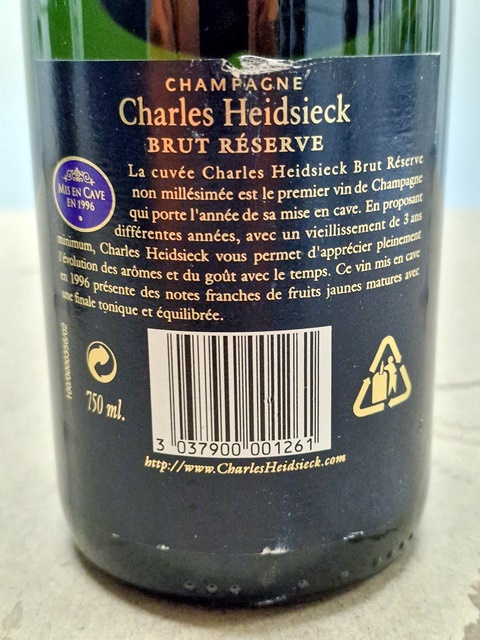 CHAMPAGNE
Charles Heidsieck
BRUT RÉSERVE
MIS EN CAVE
EN 1996
La cuvée Charles Heidsieck Brut Réserve
non millésimée est le premier vin de Champagne
qui porte l'année de sa mise en cave. En proposant
différentes années, avec un vieillissement de 3 ans
minimum, Charles Heidsieck vous permet d'apprécier pleinement
l'évolution des arômes et du goût avec le temps. Ce vin mis en cave
en 1996 présente des notes franches de fruits jaunes matures avec
une finale tonique et équilibrée.
750 ml.
3 037900 001261
http://www.CharlesHeidsieck.com